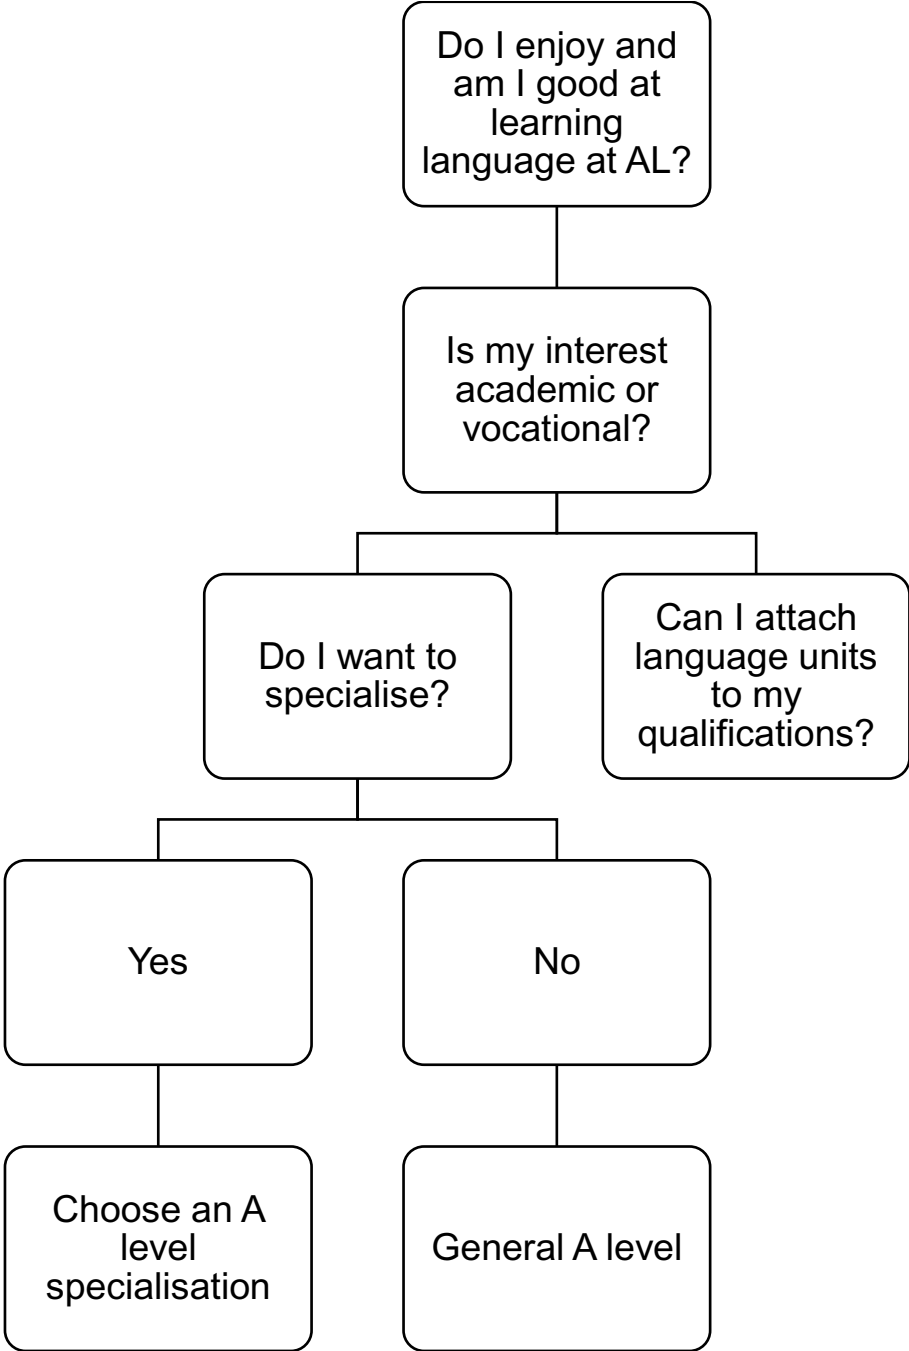 Do I enjoy and
am I good at
learning
language at AL?
Is my interest
academic or
vocational?
Do I want to
specialise?
Can I attach
language units
to my
qualifications?
Yes
No
Choose an A
level
specialisation
General A level